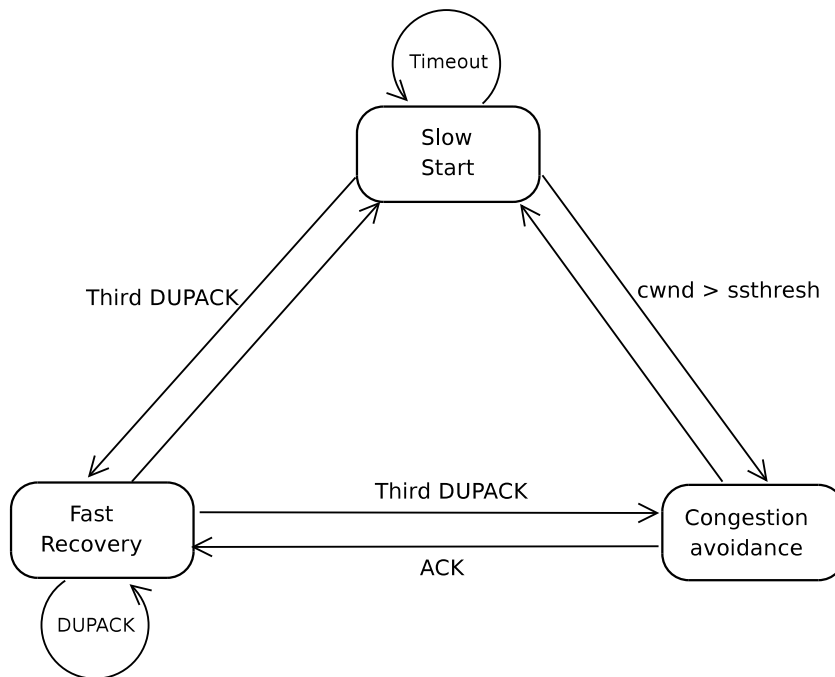 Timeout
Slow
Start
Third DUPACK
cwnd > ssthresh
Third DUPACK
Fast
Recovery
Congestion
avoidance
ACK
DUPACK